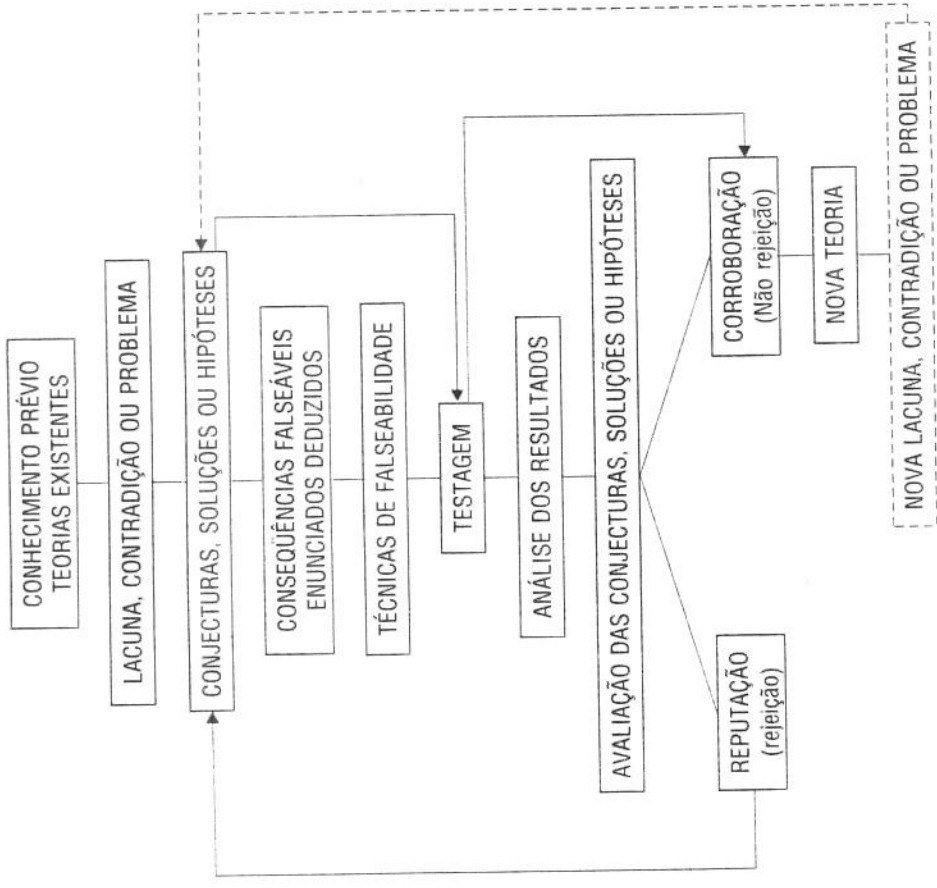 CONHECIMENTO PRÉVIO
TEORIAS EXISTENTES
LACUNA, CONTRADIÇÃO OU PROBLEMA
CONJECTURAS, SOLUÇÕES OU HIPÓTESES
CONSEQÜÊNCIAS FALSEÁVEIS
ENUNCIADOS DEDUZIDOS
TÉCNICAS DE FALSEABILIDADE
TESTAGEM
ANÁLISE DOS RESULTADOS
AVALIAÇÃO DAS CONJECTURAS, SOLUÇÕES OU HIPÓTESES
REPUTAÇÃO
(rejeição)
CORROBORAÇÃO
(Não rejeição)
NOVA TEORIA
NOVA LACUNA, CONTRADIÇÃO OU PROBLEMA